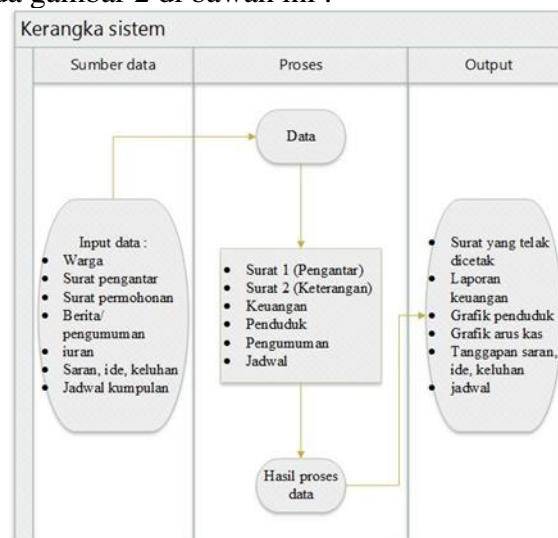 da gambar 2 di bawah ini :
Kerangka sistem
Sumber data
Proses
Output
Input data :
• Warga
• Surat pengantar
• Surat permohonan
• Berita/
pengumuman
• iuran
• Saran, ide, keluhan
• Jadwal kumpulan
Data
• Surat 1 (Pengantar)
• Surat 2 (Keterangan)
• Keuangan
• Penduduk
• Pengumuman
• Jadwal
Hasil proses
data
• Surat yang telak
dicetak
• Laporan
keuangan
• Grafik penduduk
• Grafik arus kas
• Tanggapan saran,
ide, keluhan
• jadwal